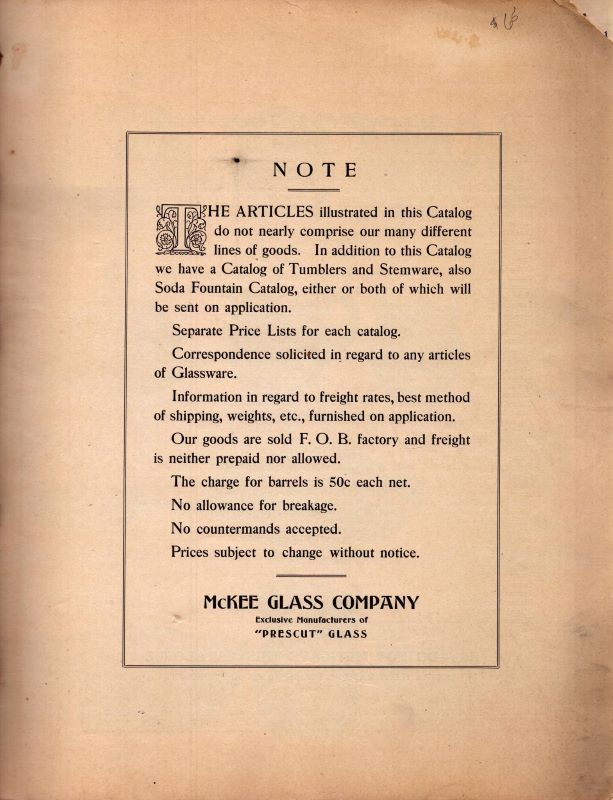 NOTE
THE ARTICLES illustrated in this Catalog
do not nearly comprise our many different
lines of goods. In addition to this Catalog
we have a Catalog of Tumblers and Stemware, also
Soda Fountain Catalog, either or both of which will
be sent on application.
Separate Price Lists for each catalog.
Correspondence solicited in regard to any articles
of Glassware.
Information in regard to freight rates, best method
of shipping, weights, etc., furnished on application.
Our goods are sold F. O. B. factory and freight
is neither prepaid nor allowed.
The charge for barrels is 50c each net.
No allowance for breakage.
No countermands accepted.
Prices subject to change without notice.
McKEE GLASS COMPANY
Exclusive Manufacturers of
"PRESCUT" GLASS